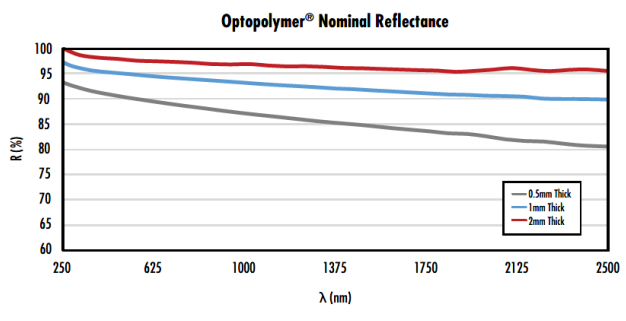 Optopolymer® Nominal Reflectance
100
95
90
85
80
75
70
65
60
R (%)
0.5mm Thick
1mm Thick
2mm Thick
250 625 1000 1375 1750 2125 2500
λ (nm)